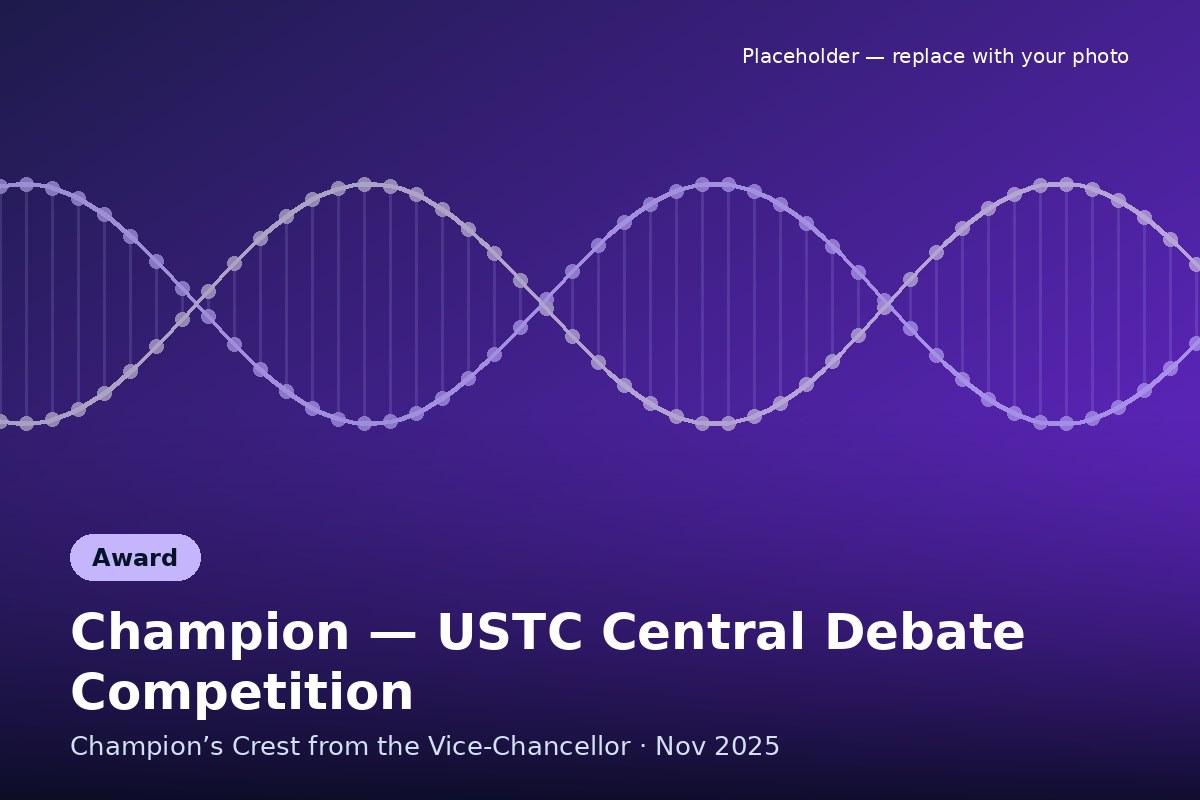 Placeholder — replace with your photo
Award
Champion — USTC Central Debate
Competition
Champion’s Crest from the Vice-Chancellor · Nov 2025